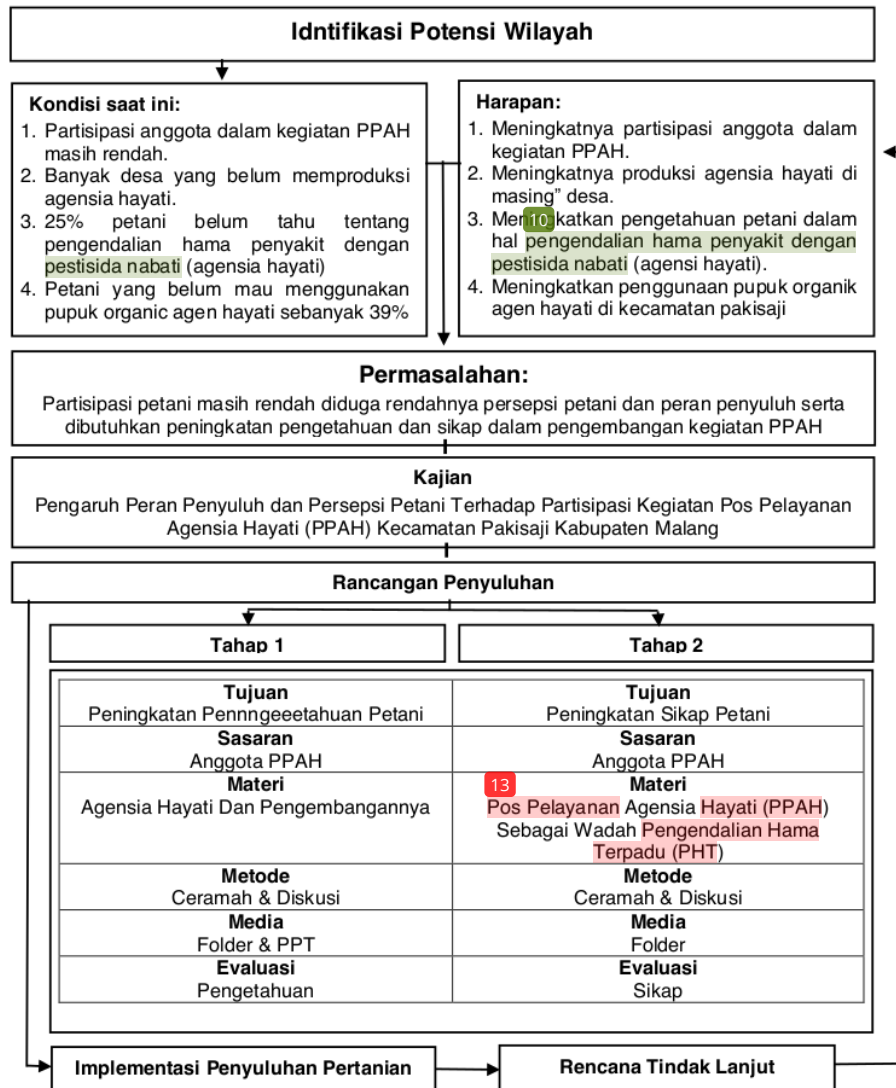 Idntifikasi Potensi Wilayah
Kondisi saat ini:
1. Partisipasi anggota dalam kegiatan PPAH
masih rendah.
2. Banyak desa yang belum memproduksi
agensia hayati.
3. 25% petani belum tahu tentang
pengendalian hama penyakit dengan
pestisida nabati (agensia hayati)
4. Petani yang belum mau menggunakan
pupuk organic agen hayati sebanyak 39%
Harapan:
1. Meningkatnya partisipasi anggota dalam
kegiatan PPAH.
2. Meningkatnya produksi agensia hayati di
masing” desa.
10
3. Meningkatkan pengetahuan petani dalam
hal pengendalian hama penyakit dengan
pestisida nabati (agensi hayati).
4. Meningkatkan penggunaan pupuk organik
agen hayati di kecamatan pakisaji
Permasalahan:
Partisipasi petani masih rendah diduga rendahnya persepsi petani dan peran penyuluh serta
dibutuhkan peningkatan pengetahuan dan sikap dalam pengembangan kegiatan PPAH
Kajian
Pengaruh Peran Penyuluh dan Persepsi Petani Terhadap Partisipasi Kegiatan Pos Pelayanan
Agensia Hayati (PPAH) Kecamatan Pakisaji Kabupaten Malang
Rancangan Penyuluhan
Tahap 1
Tahap 2
Tujuan
Peningkatan Pennngeeetahuan Petani
Tujuan
Peningkatan Sikap Petani
Sasaran
Anggota PPAH
Sasaran
Anggota PPAH
Materi
Agensia Hayati Dan Pengembangannya
13
Materi
Pos Pelayanan Agensia Hayati (PPAH)
Sebagai Wadah Pengendalian Hama
Terpadu (PHT)
Metode
Ceramah & Diskusi
Metode
Ceramah & Diskusi
Media
Folder & PPT
Media
Folder
Evaluasi
Pengetahuan
Evaluasi
Sikap
Implementasi Penyuluhan Pertanian
Rencana Tindak Lanjut